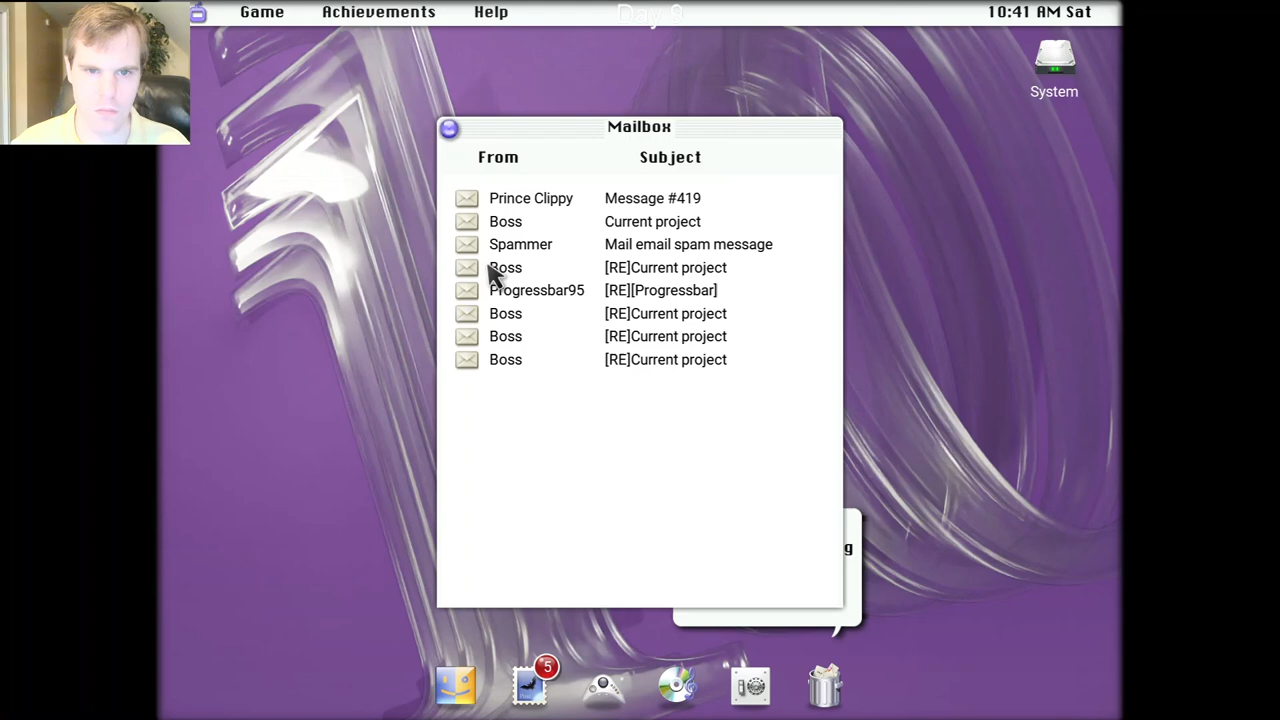 Game Achievements Help Day 9 10:41 AM Sat
System
Mailbox
From Subject
Prince Clippy Message #419
Boss Current project
Spammer Mail email spam message
Boss [RE]Current project
Progressbar95 [RE][Progressbar]
Boss [RE]Current project
Boss [RE]Current project
Boss [RE]Current project
g
5